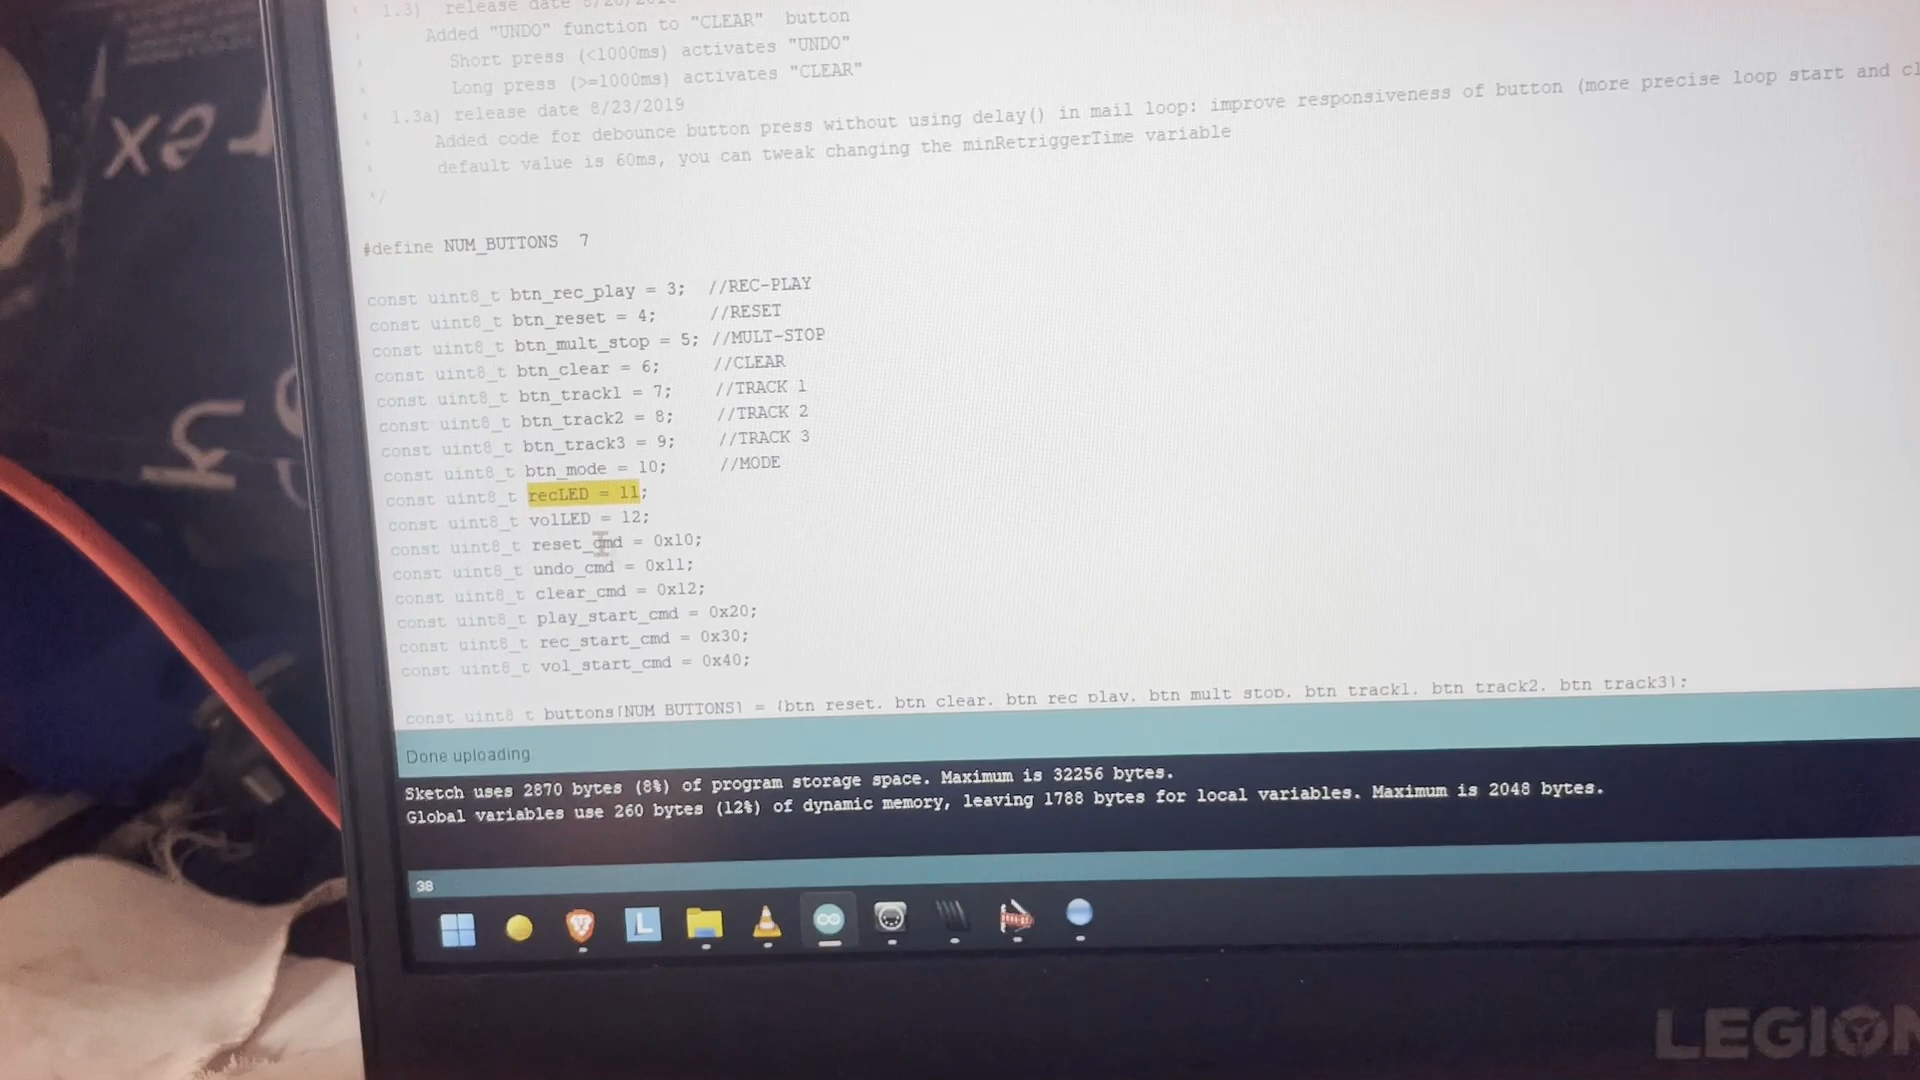 1.3) release date 8/20/2019
Added "UNDO" function to "CLEAR" button
Short press (<1000ms) activates "UNDO"
Long press (>=1000ms) activates "CLEAR"
1.3a) release date 8/23/2019
Added code for debounce button press without using delay() in mail loop: improve responsiveness of button (more precise loop start and cl
default value is 60ms, you can tweak changing the minRetriggerTime variable
*/
#define NUM_BUTTONS 7
const uint8_t btn_rec_play = 3; //REC-PLAY
const uint8_t btn_reset = 4; //RESET
const uint8_t btn_mult_stop = 5; //MULT-STOP
const uint8_t btn_clear = 6; //CLEAR
const uint8_t btn_track1 = 7; //TRACK 1
const uint8_t btn_track2 = 8; //TRACK 2
const uint8_t btn_track3 = 9; //TRACK 3
const uint8_t btn_mode = 10; //MODE
const uint8_t recLED = 11;
const uint8_t volLED = 12;
const uint8_t reset_cmd = 0x10;
const uint8_t undo_cmd = 0x11;
const uint8_t clear_cmd = 0x12;
const uint8_t play_start_cmd = 0x20;
const uint8_t rec_start_cmd = 0x30;
const uint8_t vol_start_cmd = 0x40;
const uint8_t buttons[NUM_BUTTONS] = {btn_reset, btn_clear, btn_rec_play, btn_mult_stop, btn_track1, btn_track2, btn_track3};
Done uploading.
Sketch uses 2870 bytes (8%) of program storage space. Maximum is 32256 bytes.
Global variables use 260 bytes (12%) of dynamic memory, leaving 1788 bytes for local variables. Maximum is 2048 bytes.
38
L
LEGION